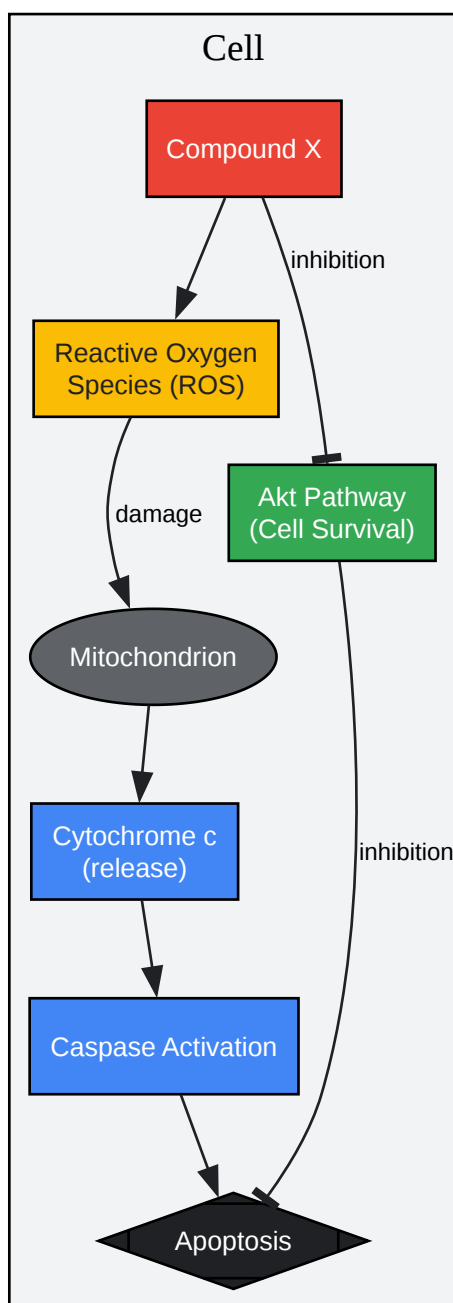 Cell
Compound X
inhibition
Reactive Oxygen
Species (ROS)
Akt Pathway
(Cell Survival)
damage
Mitochondrion
Cytochrome c
(release)
inhibition
Caspase Activation
Apoptosis